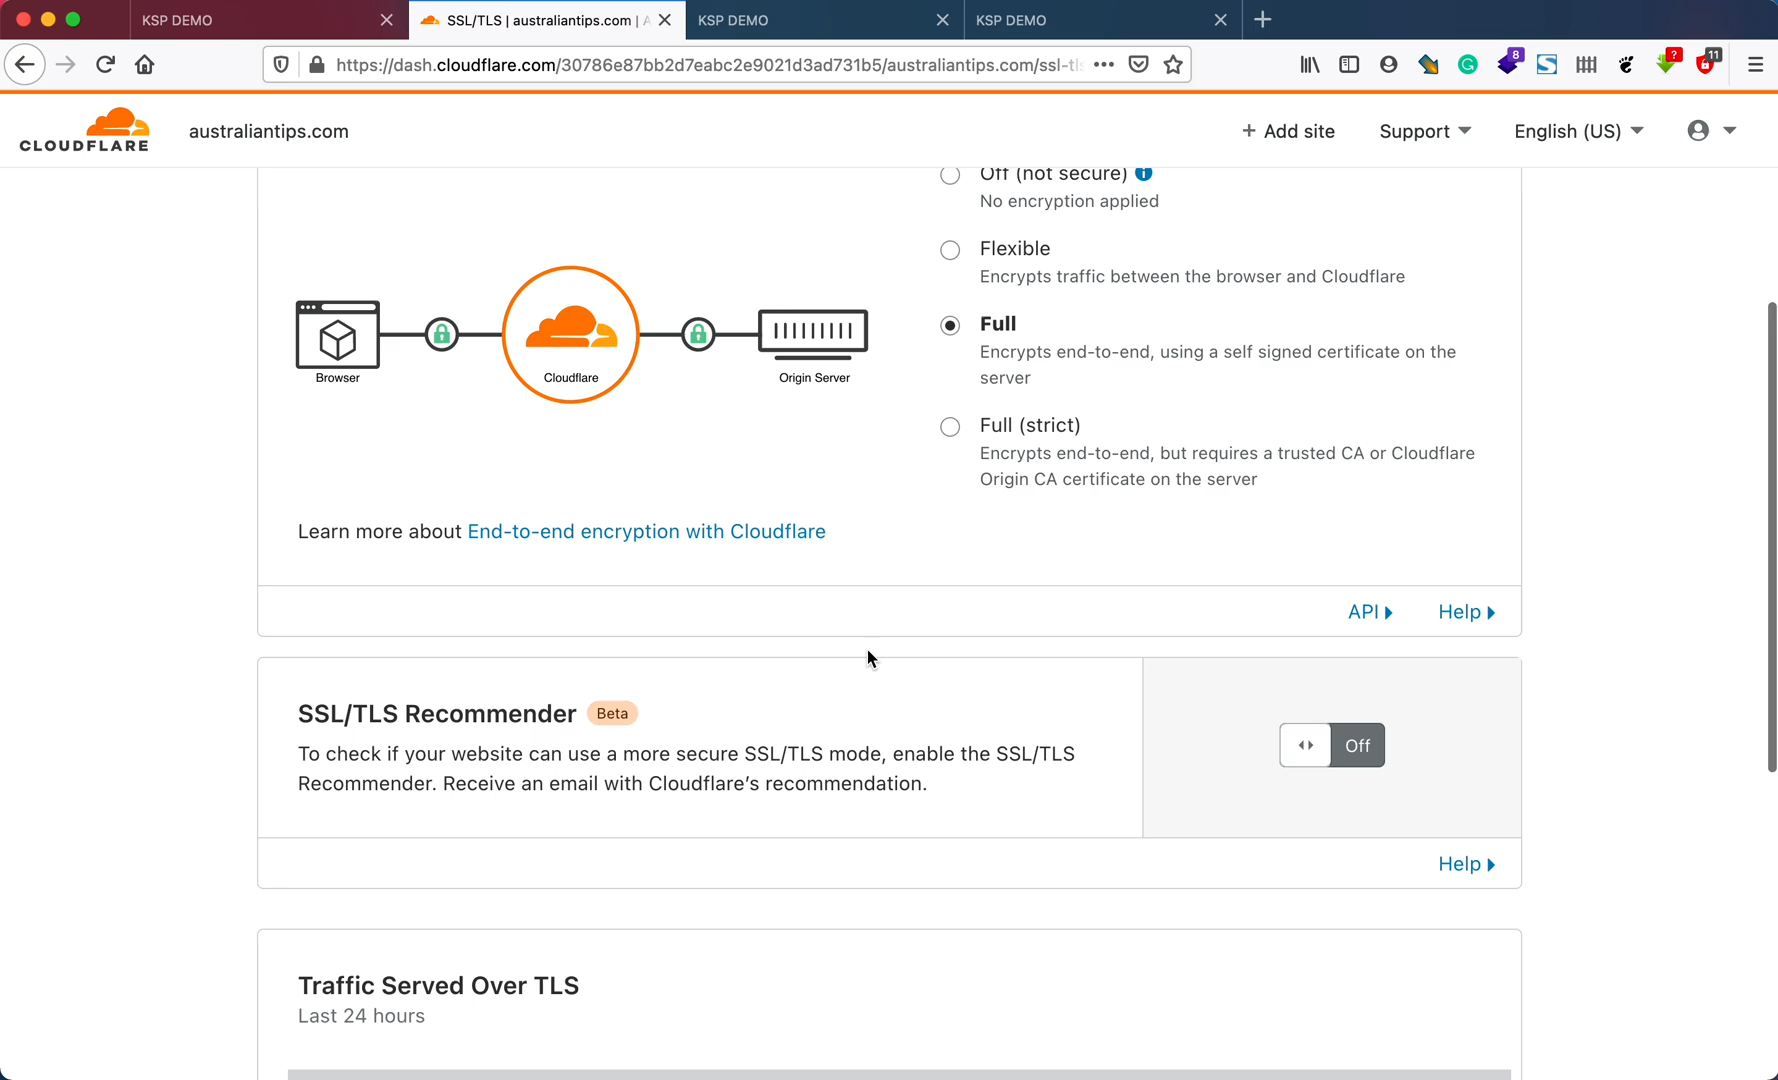 KSP DEMO
SSL/TLS | australiantips.com | A
KSP DEMO
KSP DEMO
https://dash.cloudflare.com/30786e87bb2d7eabc2e9021d3ad731b5/australiantips.com/ssl-tls
8
?
11
CLOUDFLARE
australiantips.com
+ Add site
Support
English (US)
Off (not secure)
No encryption applied
Flexible
Encrypts traffic between the browser and Cloudflare
Full
Encrypts end-to-end, using a self signed certificate on the
server
Full (strict)
Encrypts end-to-end, but requires a trusted CA or Cloudflare
Origin CA certificate on the server
Browser
Cloudflare
Origin Server
Learn more about End-to-end encryption with Cloudflare
API
Help
SSL/TLS Recommender Beta
To check if your website can use a more secure SSL/TLS mode, enable the SSL/TLS
Recommender. Receive an email with Cloudflare’s recommendation.
Off
Help
Traffic Served Over TLS
Last 24 hours